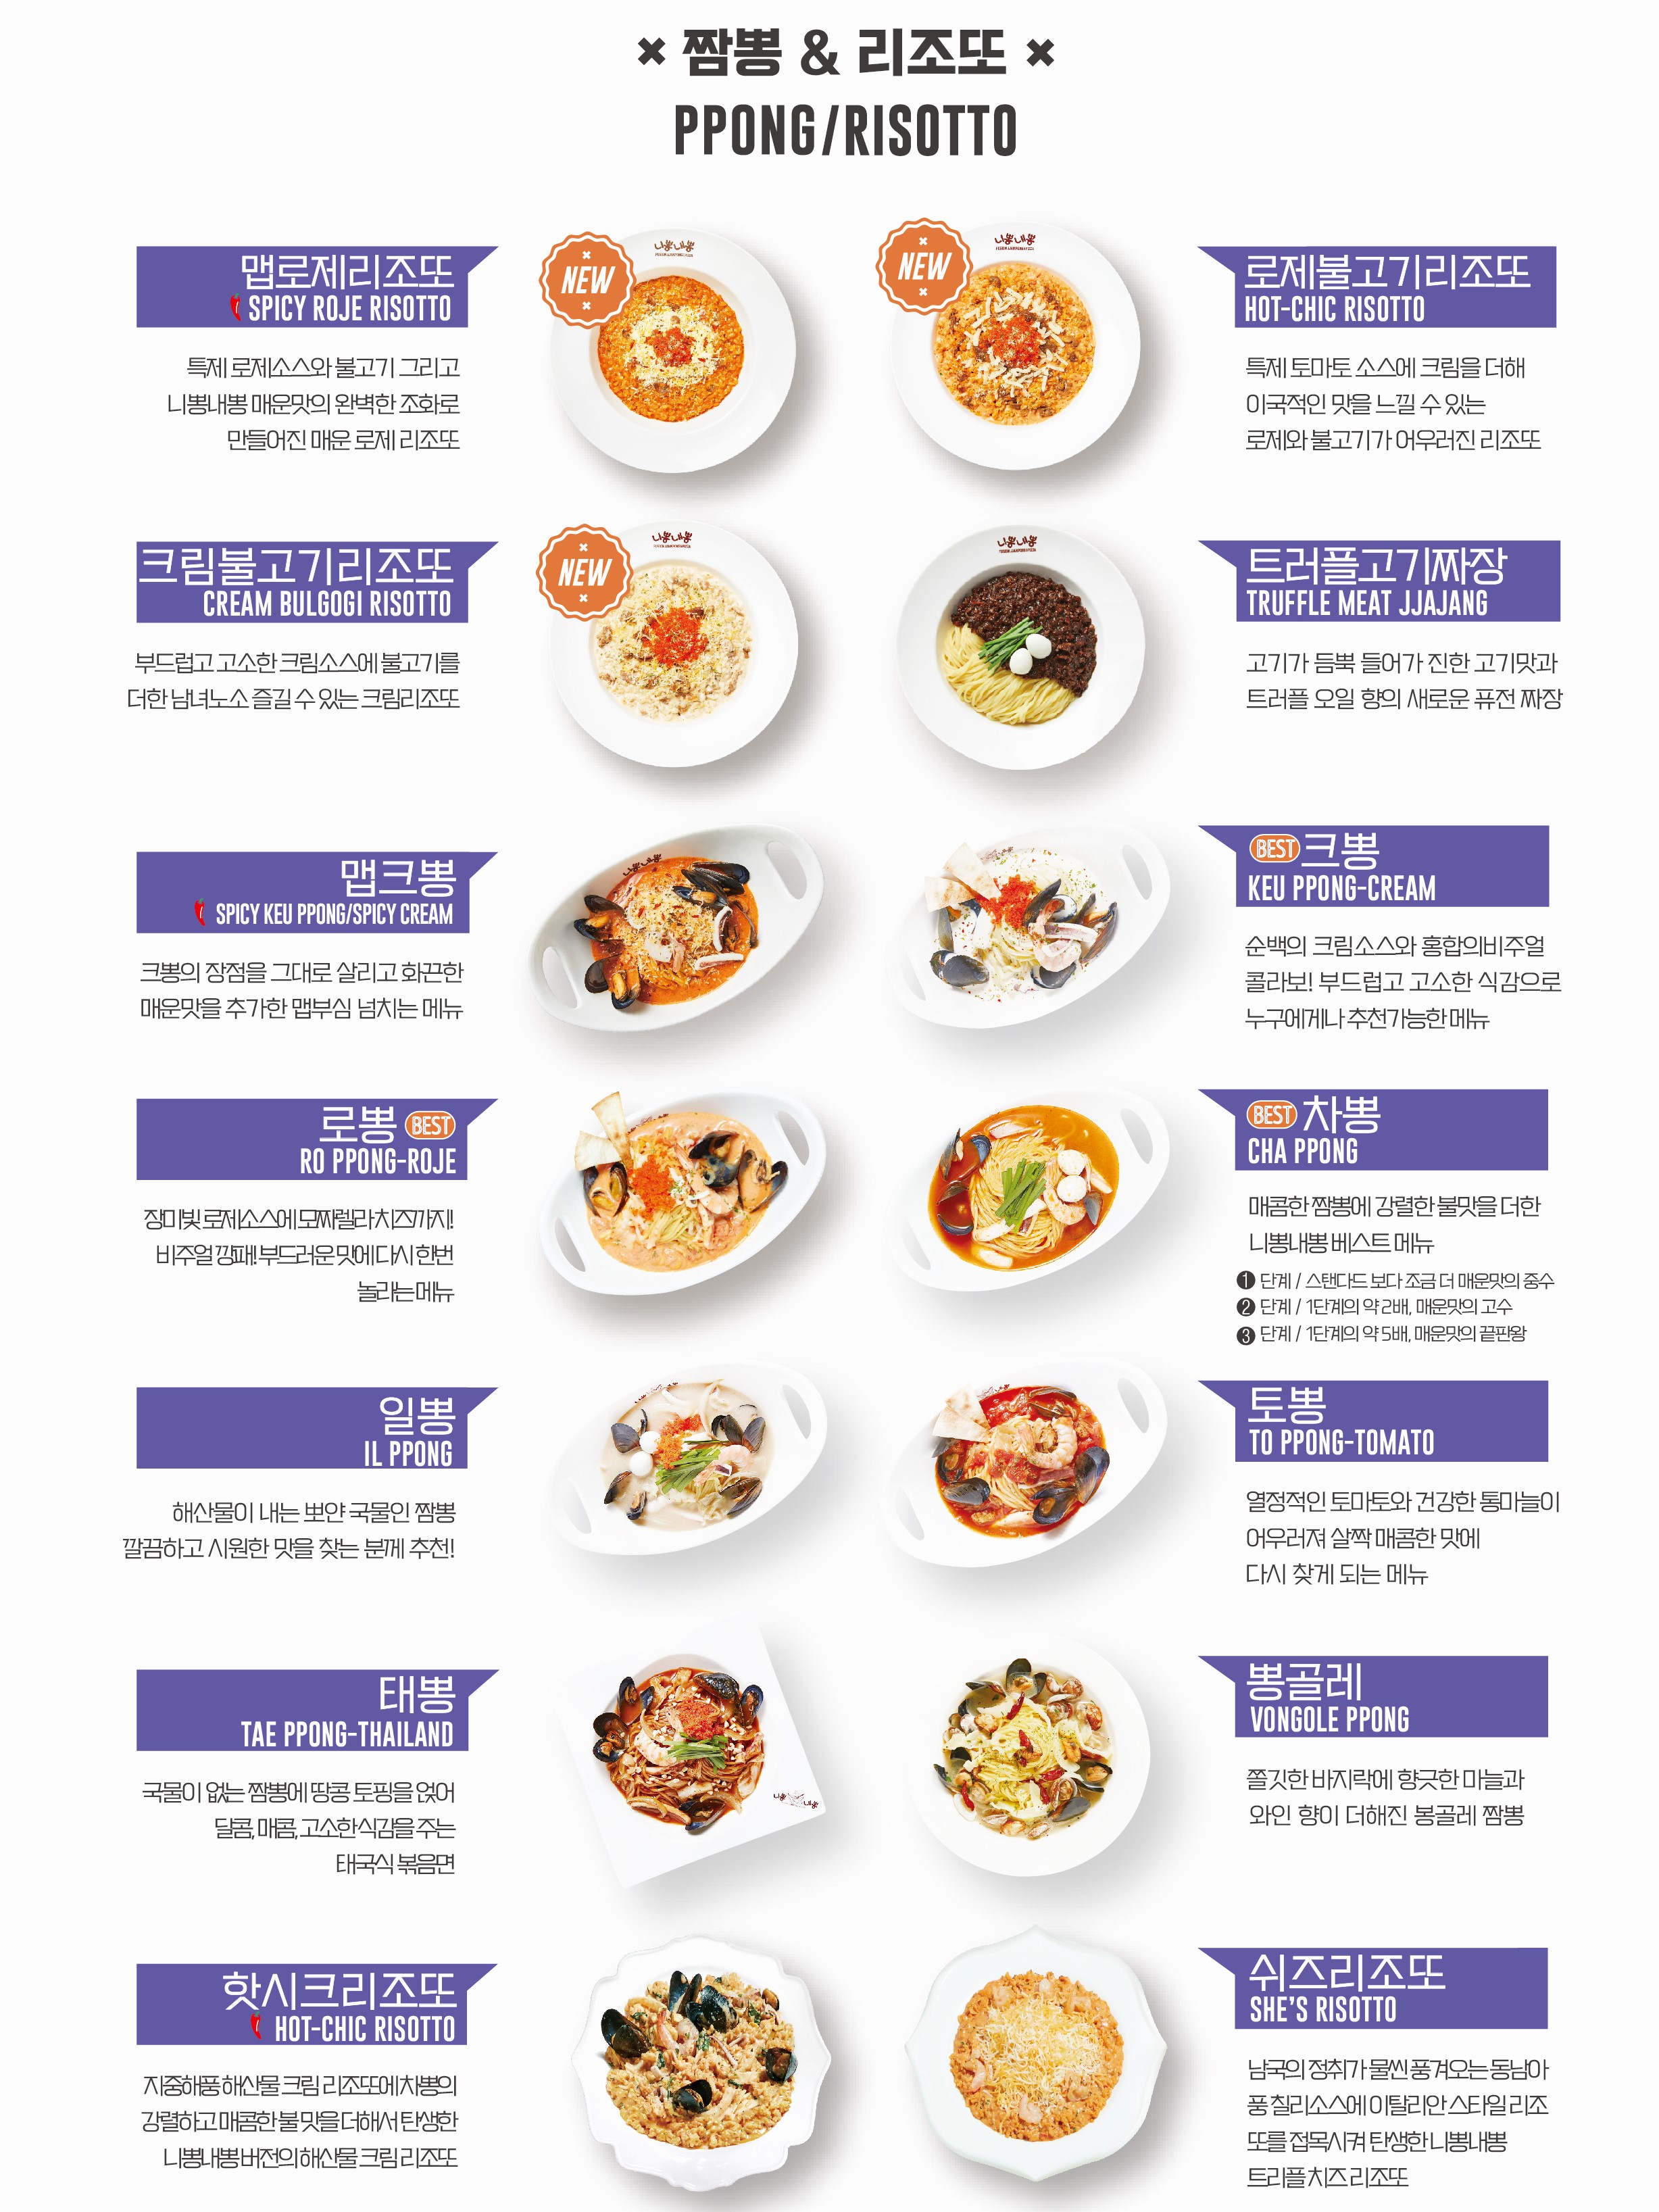 × 짬뽕 & 리조또 ×
PPONG/RISOTTO
맵로제리조또
SPICY ROJE RISOTTO
특제 로제소스와 불고기 그리고
니뽕내뽕 매운맛의 완벽한 조화로
만들어진 매운 로제 리조또
NEW
니뽕내뽕
NEW
니뽕내뽕
로제불고기리조또
HOT-CHIC RISOTTO
특제 토마토 소스에 크림을 더해
이국적인 맛을 느낄 수 있는
로제와 불고기가 어우러진 리조또
크림불고기리조또
CREAM BULGOGI RISOTTO
부드럽고 고소한 크림소스에 불고기를
더한 남녀노소 즐길 수 있는 크림리조또
NEW
니뽕내뽕
니뽕내뽕
트러플고기짜장
TRUFFLE MEAT JJAJANG
고기가 듬뿍 들어가 진한 고기맛과
트러플 오일 향의 새로운 퓨전 짜장
맵크뽕
SPICY KEU PPONG/SPICY CREAM
크뽕의 장점을 그대로 살리고 화끈한
매운맛을 추가한 맵부심 넘치는 메뉴
BEST 크뽕
KEU PPONG-CREAM
순백의 크림소스와 홍합의비주얼
콜라보! 부드럽고 고소한 식감으로
누구에게나 추천가능한 메뉴
로뽕 BEST
RO PPONG-ROJE
장미빛 로제소스에 모짜렐라 치즈까지!
비주얼 깡패! 부드러운 맛에 다시 한번
놀라는 메뉴
BEST 차뽕
CHA PPONG
매콤한 짬뽕에 강렬한 불맛을 더한
니뽕내뽕 베스트 메뉴
❶ 단계 / 스탠다드 보다 조금 더 매운맛의 중수
❷ 단계 / 1단계의 약 2배, 매운맛의 고수
❸ 단계 / 1단계의 약 5배, 매운맛의 끝판왕
일뽕
IL PPONG
해산물이 내는 뽀얀 국물인 짬뽕
깔끔하고 시원한 맛을 찾는 분께 추천!
토뽕
TO PPONG-TOMATO
열정적인 토마토와 건강한 통마늘이
어우러져 살짝 매콤한 맛에
다시 찾게 되는 메뉴
태뽕
TAE PPONG-THAILAND
국물이 없는 짬뽕에 땅콩 토핑을 얹어
달콤, 매콤, 고소한 식감을 주는
태국식 볶음면
니뽕 내뽕
뽕골레
VONGOLE PPONG
쫄깃한 바지락에 향긋한 마늘과
와인 향이 더해진 봉골레 짬뽕
핫시크리조또
HOT-CHIC RISOTTO
지중해풍 해산물 크림 리조또에 차뽕의
강렬하고 매콤한 불 맛을 더해서 탄생한
니뽕내뽕 버전의 해산물 크림 리조또
쉬즈리조또
SHE'S RISOTTO
남국의 정취가 물씬 풍겨오는 동남아
풍 칠리소스에 이탈리안 스타일 리조
또를 접목시켜 탄생한 니뽕내뽕
트리플 치즈 리조또